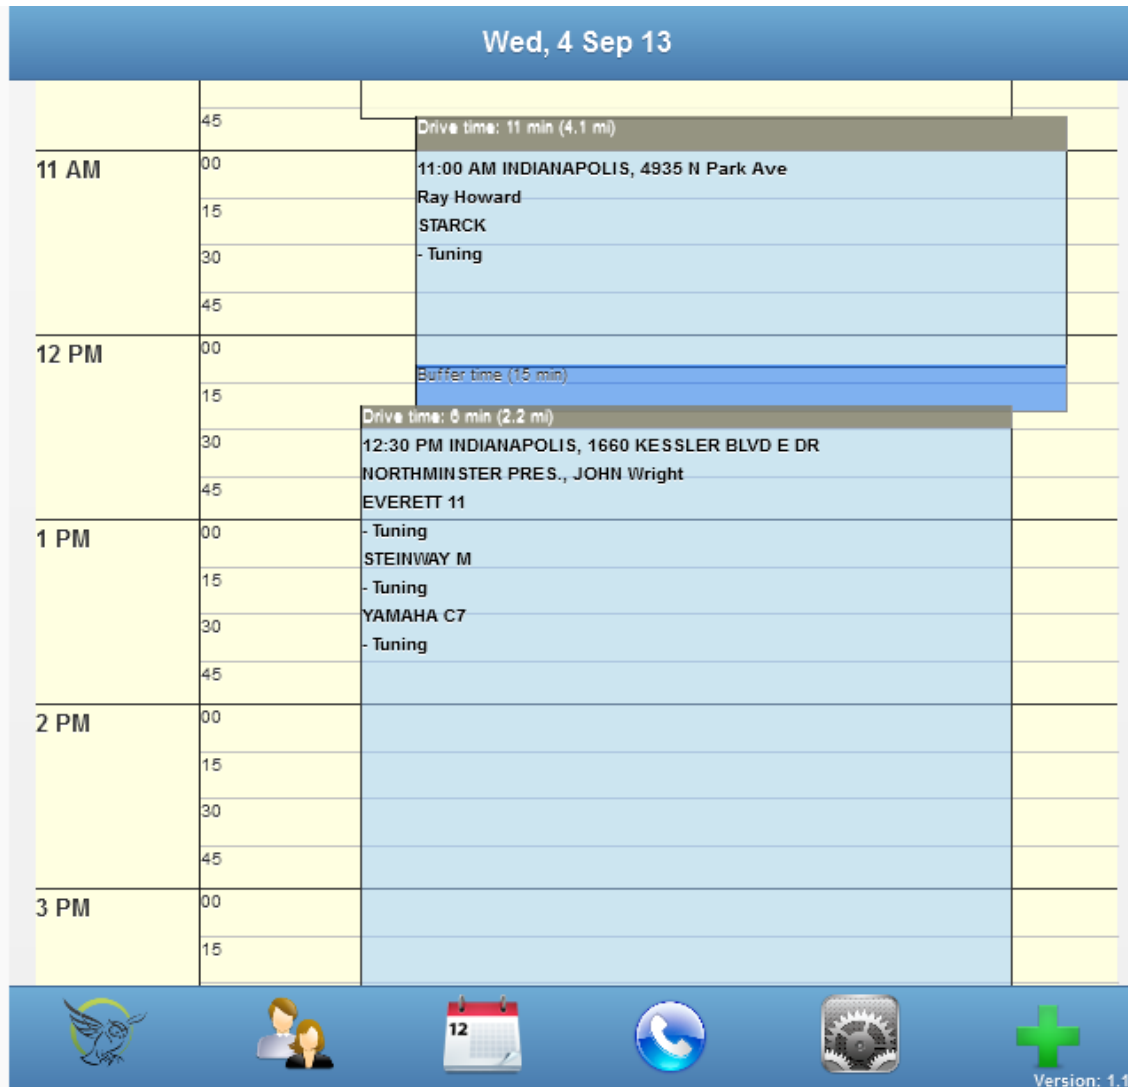 Wed, 4 Sep 13
45
Drive time: 11 min (4.1 mi)
11 AM
00
11:00 AM INDIANAPOLIS, 4935 N Park Ave
Ray Howard
15
STARCK
30
- Tuning
45
12 PM
00
Buffer time (15 min)
15
Drive time: 6 min (2.2 mi)
30
12:30 PM INDIANAPOLIS, 1660 KESSLER BLVD E DR
NORTHMINSTER PRES., JOHN Wright
45
EVERETT 11
1 PM
00
- Tuning
STEINWAY M
15
- Tuning
YAMAHA C7
30
- Tuning
45
2 PM
00
15
30
45
3 PM
00
15
12
Version: 1.1